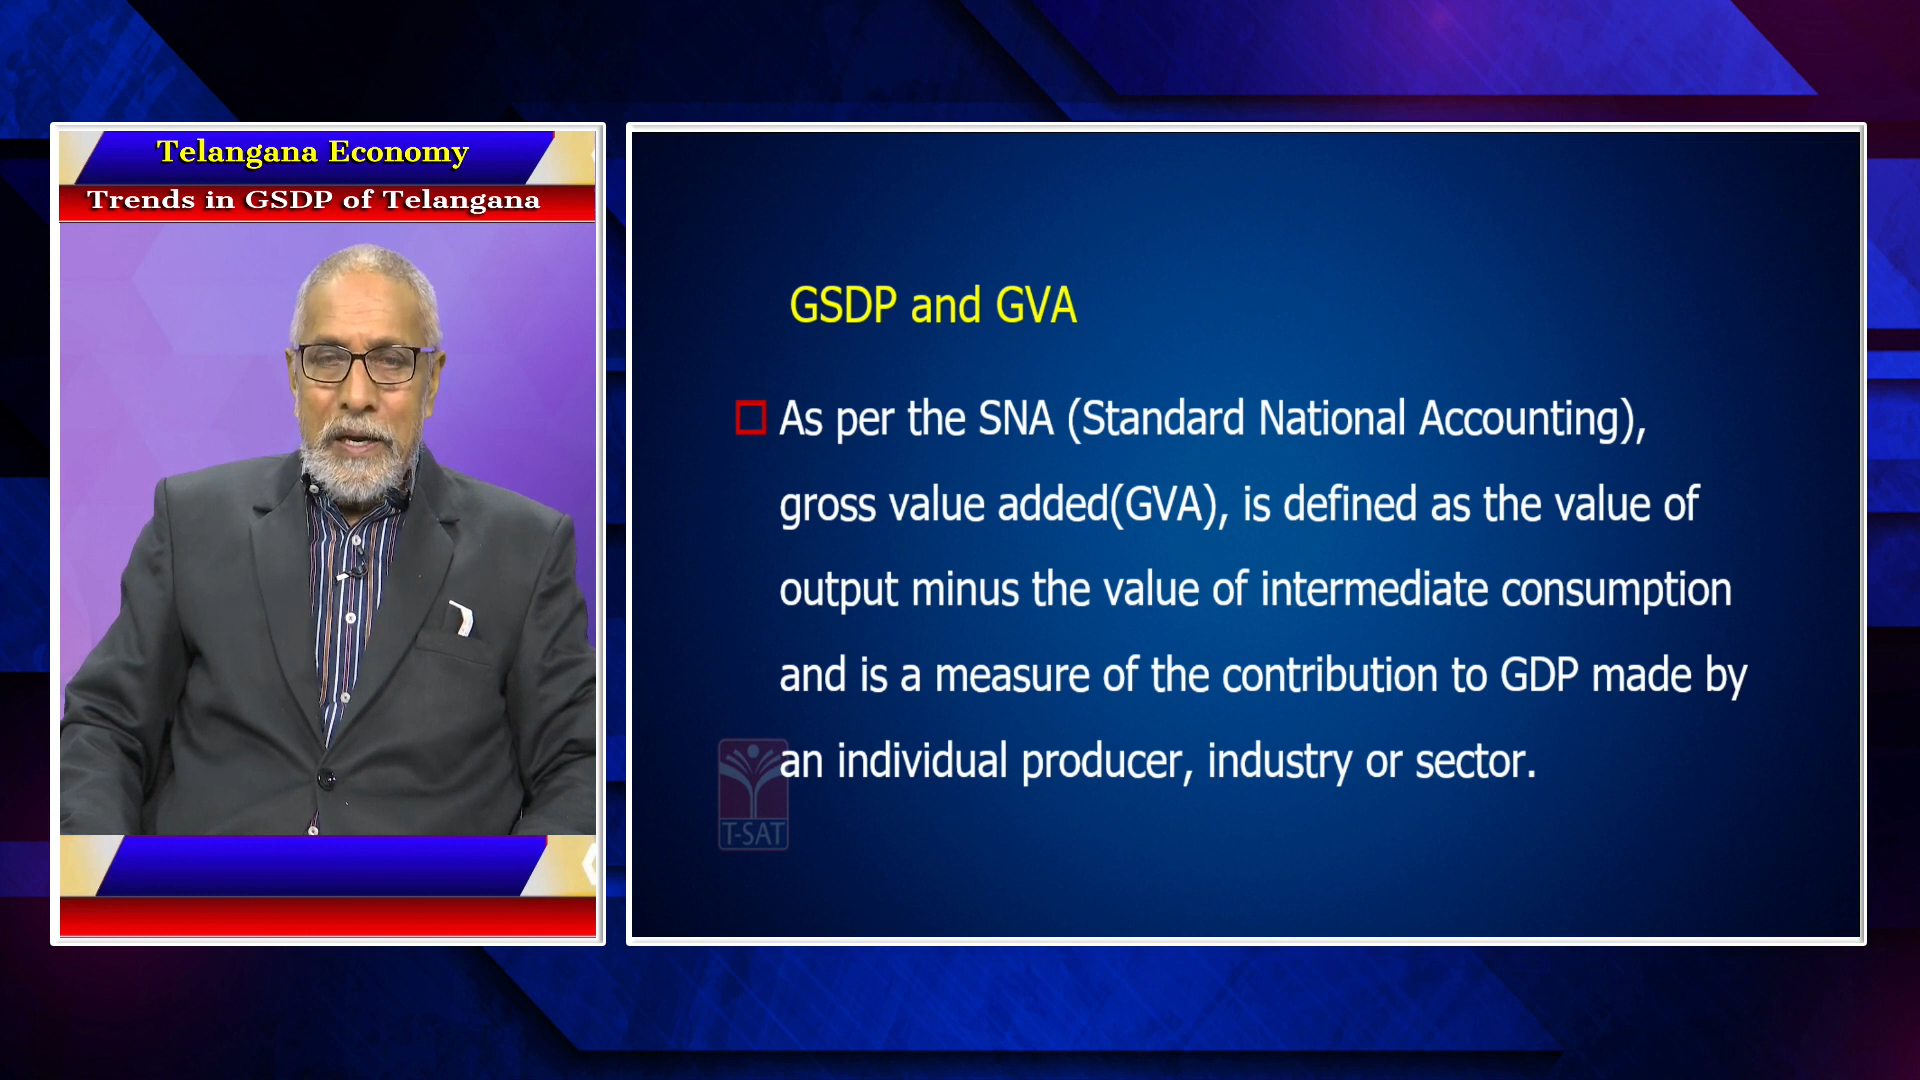 Telangana Economy
Trends in GSDP of Telangana
GSDP and GVA
As per the SNA (Standard National Accounting),
gross value added(GVA), is defined as the value of
output minus the value of intermediate consumption
and is a measure of the contribution to GDP made by
an individual producer, industry or sector.
T-SAT